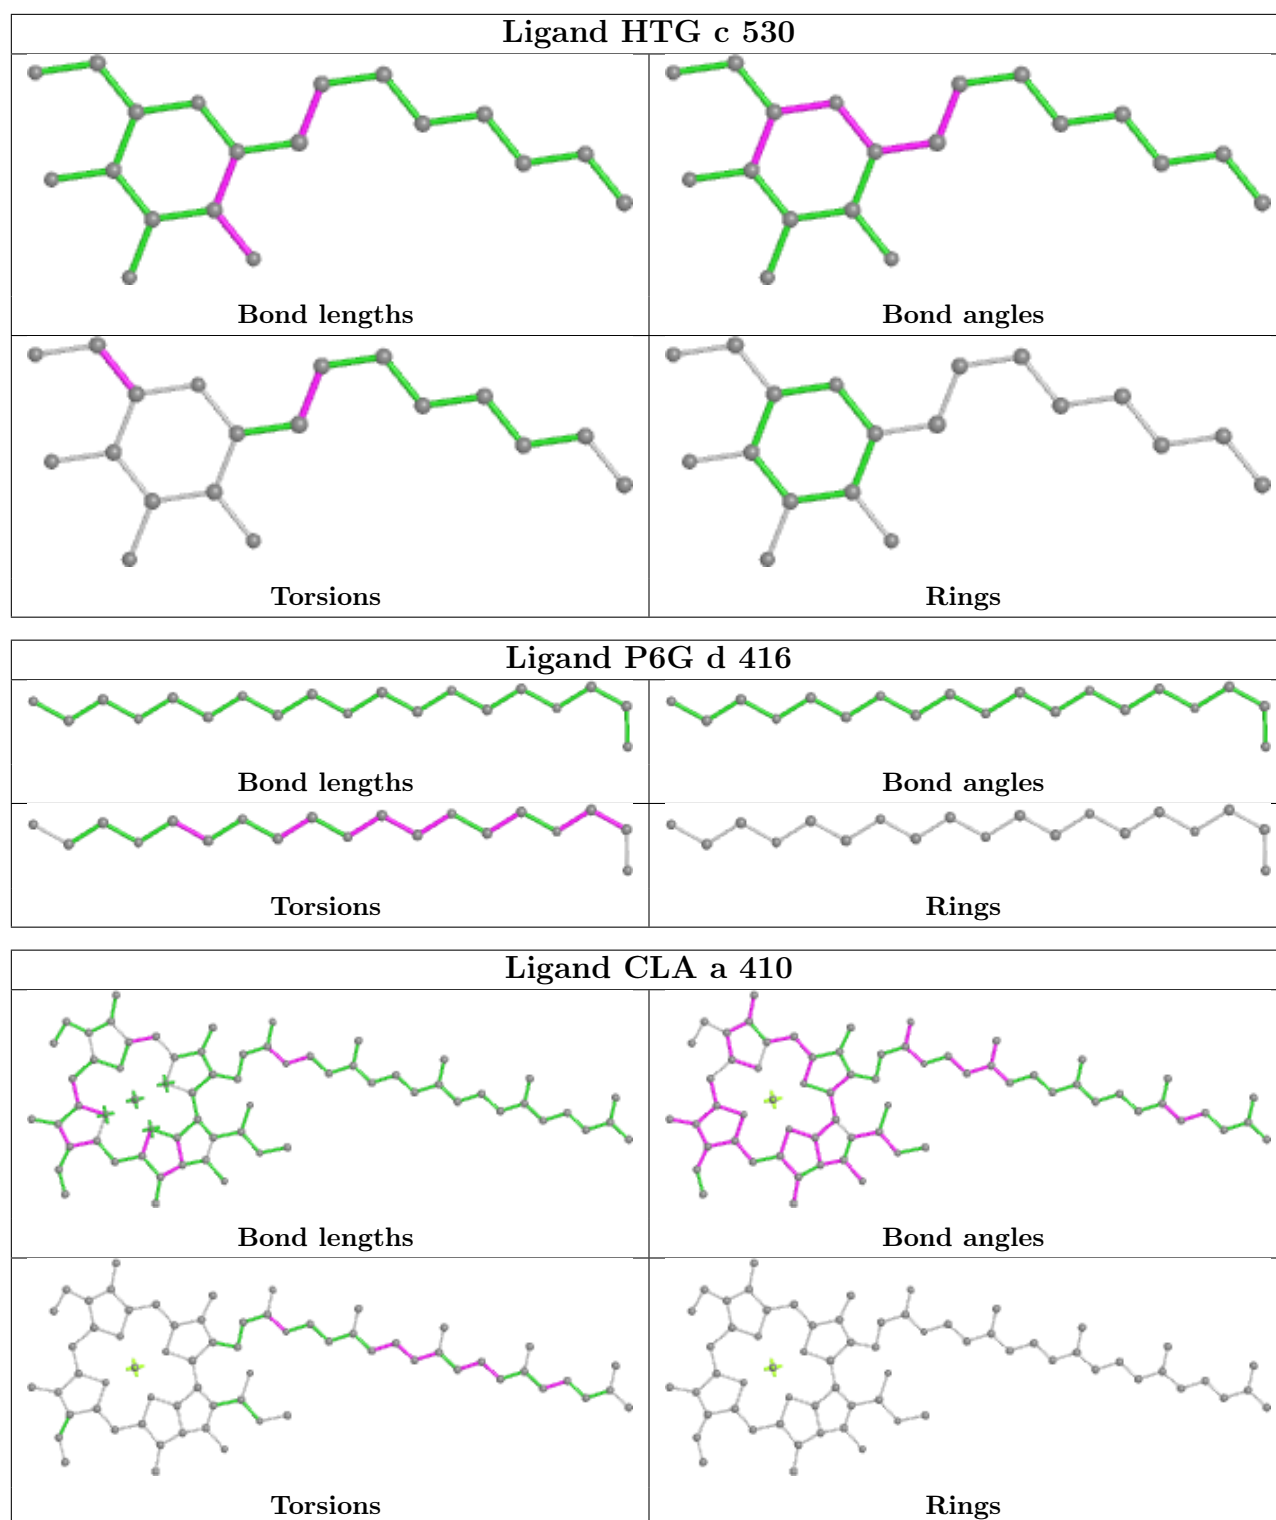 Ligand HTG c 530
Bond lengths
Bond angles
Torsions
Rings
Ligand P6G d 416
Bond lengths
Bond angles
Torsions
Rings
Ligand CLA a 410
Bond lengths
Bond angles
Torsions
Rings